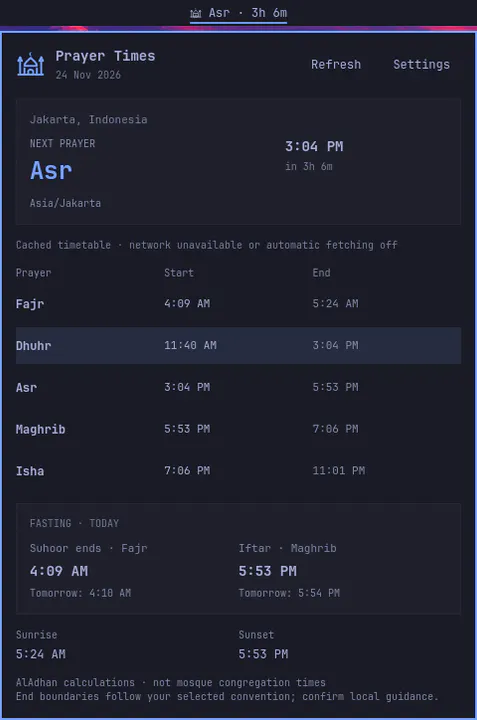 Asr · 3h 6m
Prayer Times
24 Nov 2026
Refresh
Settings
Jakarta, Indonesia
NEXT PRAYER
Asr
3:04 PM
in 3h 6m
Asia/Jakarta
Cached timetable · network unavailable or automatic fetching off
Prayer Start End
Fajr 4:09 AM 5:24 AM
Dhuhr 11:40 AM 3:04 PM
Asr 3:04 PM 5:53 PM
Maghrib 5:53 PM 7:06 PM
Isha 7:06 PM 11:01 PM
FASTING · TODAY
Suhoor ends · Fajr Iftar · Maghrib
4:09 AM 5:53 PM
Tomorrow: 4:10 AM Tomorrow: 5:54 PM
Sunrise Sunset
5:24 AM 5:53 PM
AlAdhan calculations · not mosque congregation times
End boundaries follow your selected convention; confirm local guidance.